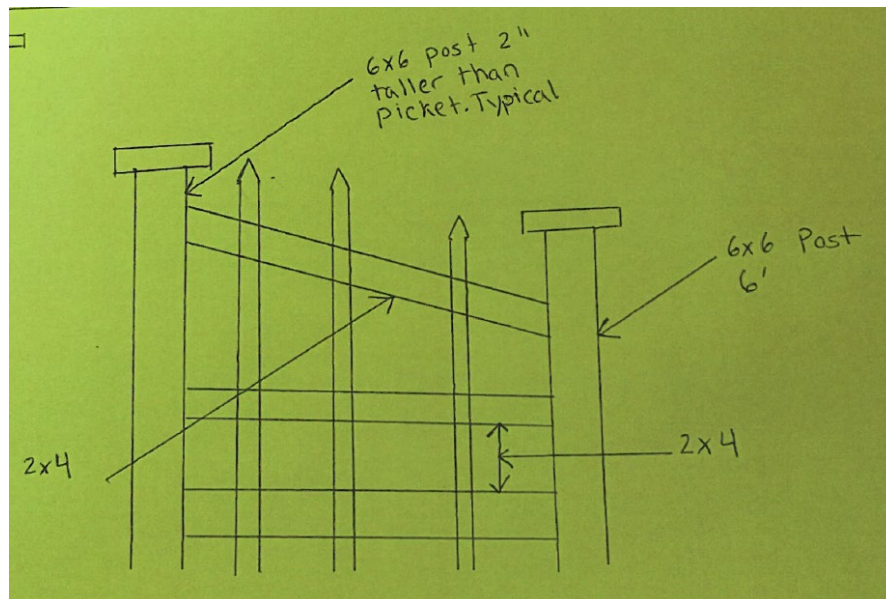 6x6 post 2"
taller than
picket. Typical
6x6 Post
6'
2x4
2x4